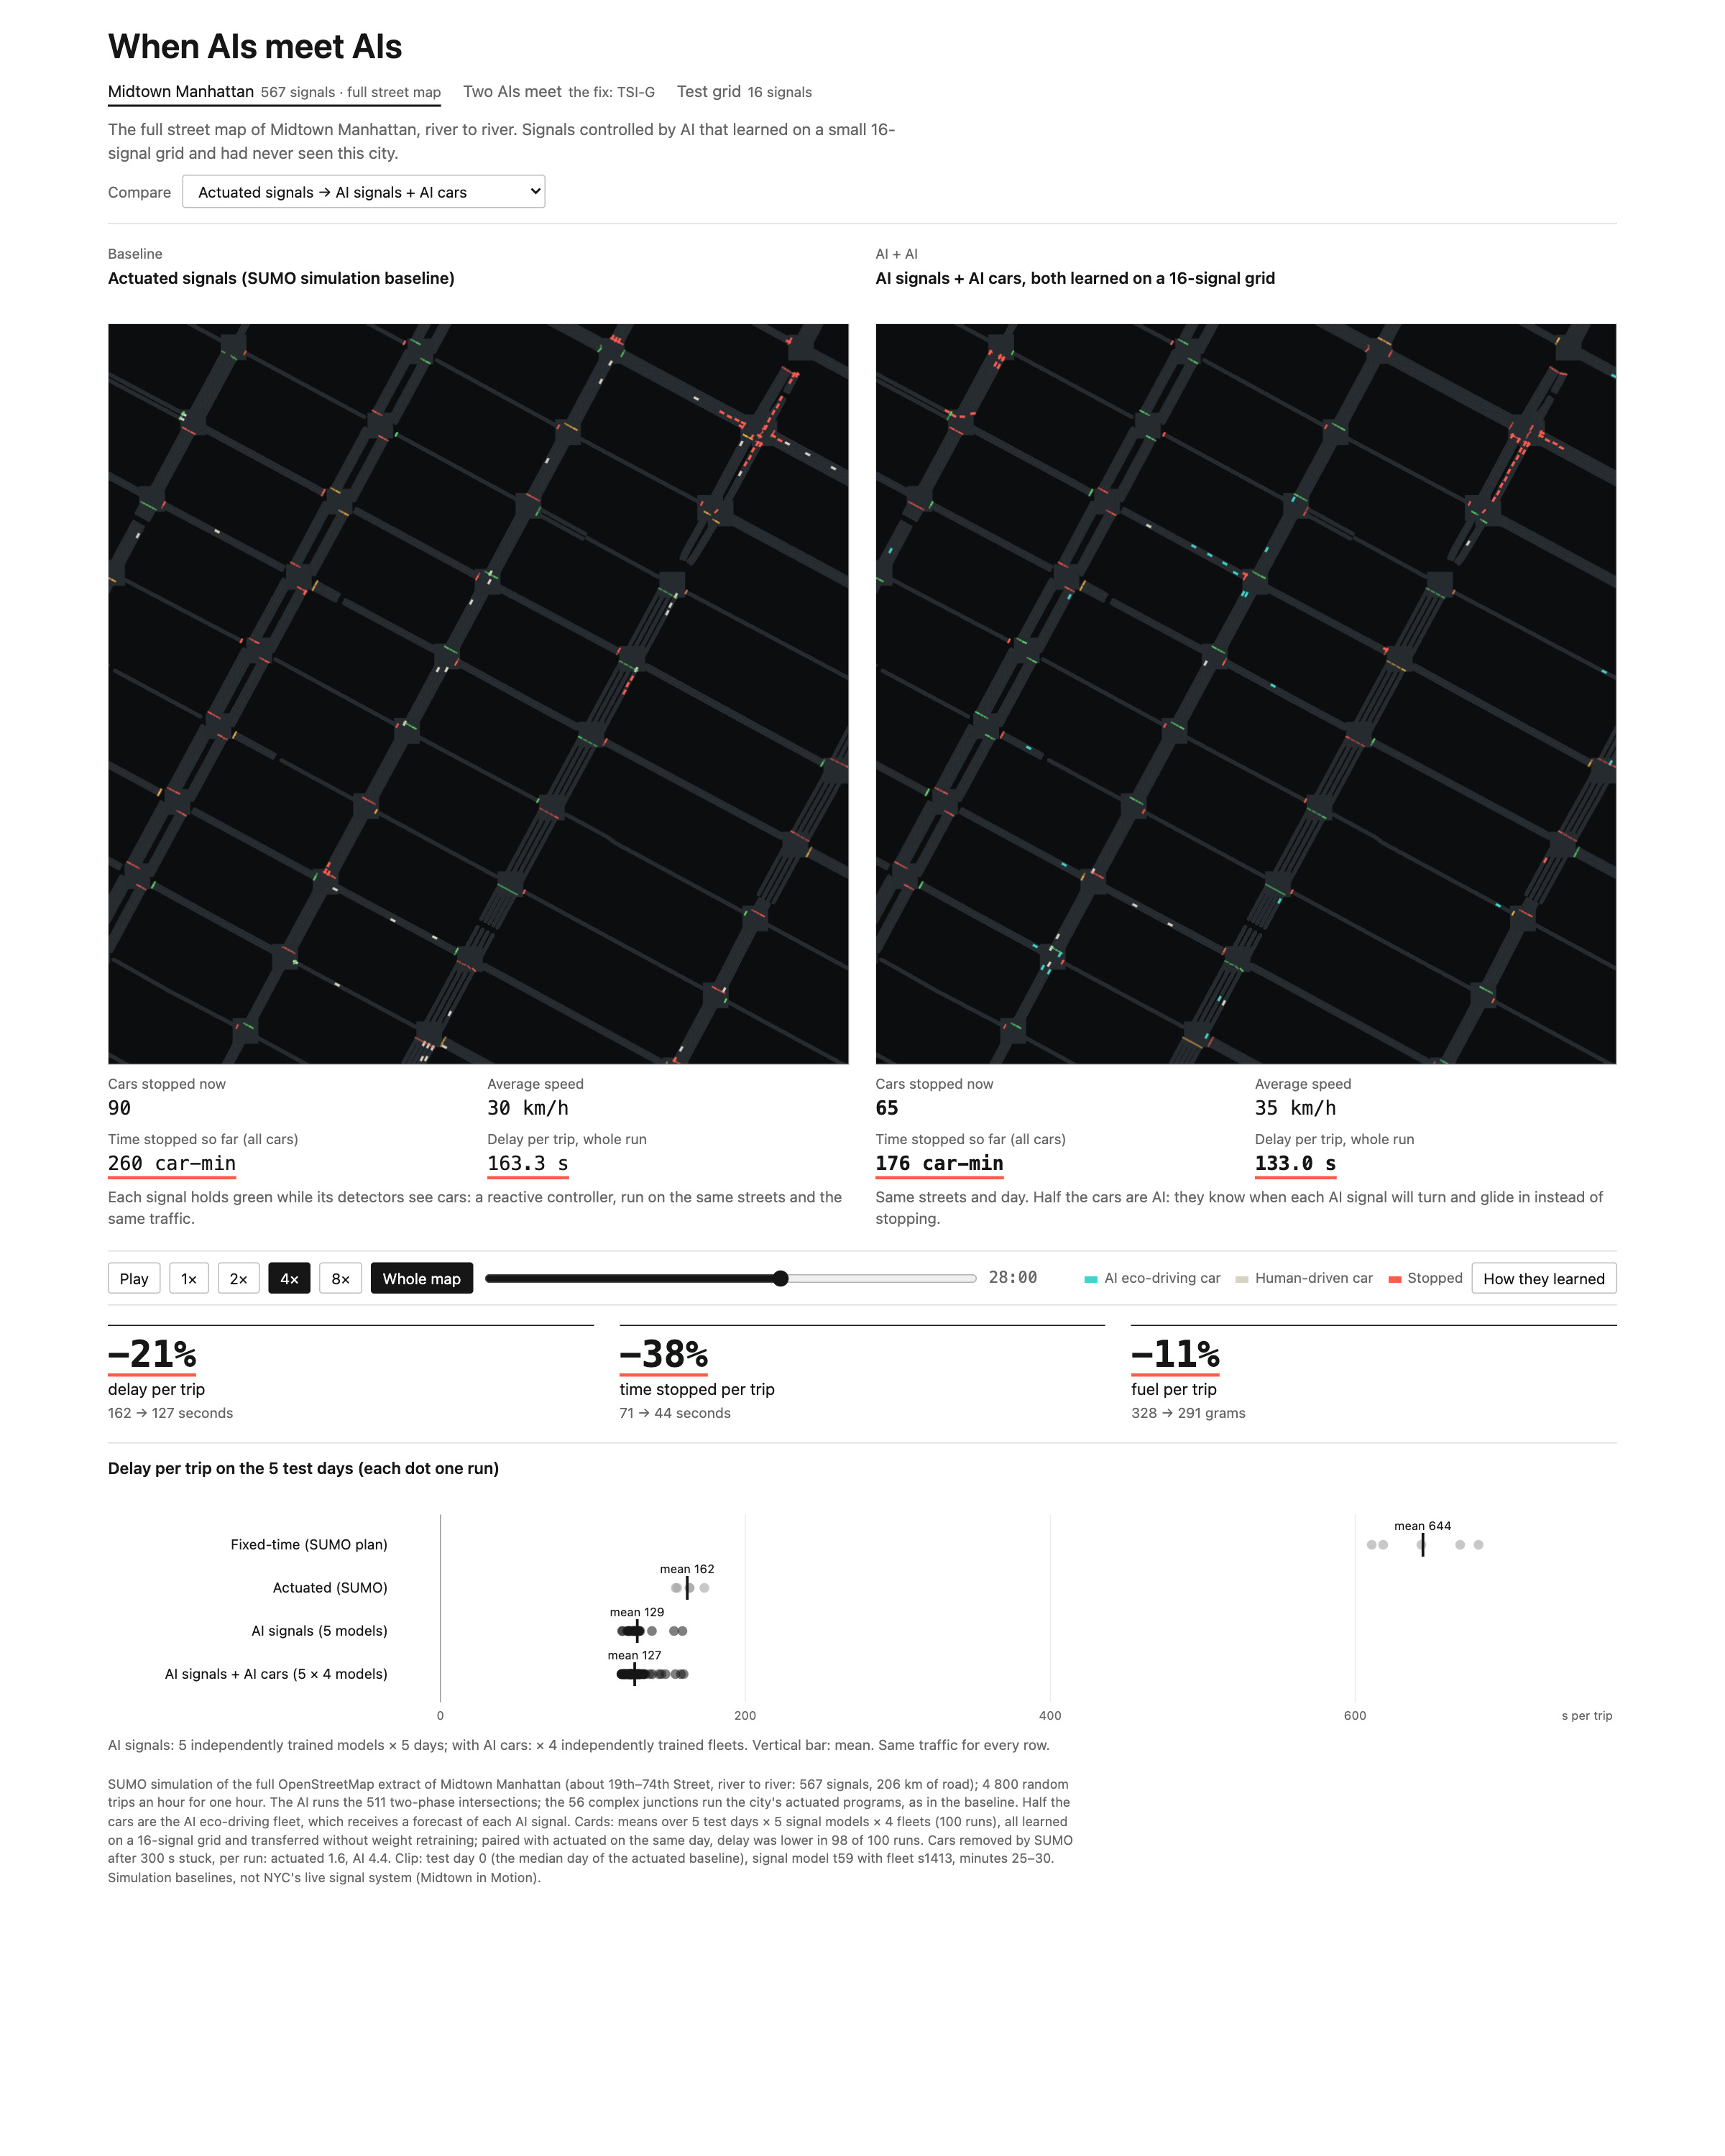 When AIs meet AIs
Midtown Manhattan 567 signals · full street map Two AIs meet the fix: TSI-G Test grid 16 signals
The full street map of Midtown Manhattan, river to river. Signals controlled by AI that learned on a small 16-
signal grid and had never seen this city.
Compare Actuated signals → AI signals + AI cars
Baseline
Actuated signals (SUMO simulation baseline)
AI + AI
AI signals + AI cars, both learned on a 16-signal grid
Cars stopped now
90
Average speed
30 km/h
Time stopped so far (all cars)
260 car-min
Delay per trip, whole run
163.3 s
Each signal holds green while its detectors see cars: a reactive controller, run on the same streets and the
same traffic.
Cars stopped now
65
Average speed
35 km/h
Time stopped so far (all cars)
176 car-min
Delay per trip, whole run
133.0 s
Same streets and day. Half the cars are AI: they know when each AI signal will turn and glide in instead of
stopping.
Play 1× 2× 4× 8× Whole map 28:00 AI eco-driving car Human-driven car Stopped How they learned
−21%
delay per trip
162 → 127 seconds
−38%
time stopped per trip
71 → 44 seconds
−11%
fuel per trip
328 → 291 grams
Delay per trip on the 5 test days (each dot one run)
mean 644
Fixed-time (SUMO plan)
mean 162
Actuated (SUMO)
mean 129
AI signals (5 models)
mean 127
AI signals + AI cars (5 × 4 models)
0 200 400 600 s per trip
AI signals: 5 independently trained models × 5 days; with AI cars: × 4 independently trained fleets. Vertical bar: mean. Same traffic for every row.
SUMO simulation of the full OpenStreetMap extract of Midtown Manhattan (about 19th–74th Street, river to river: 567 signals, 206 km of road); 4 800 random
trips an hour for one hour. The AI runs the 511 two-phase intersections; the 56 complex junctions run the city's actuated programs, as in the baseline. Half the
cars are the AI eco-driving fleet, which receives a forecast of each AI signal. Cards: means over 5 test days × 5 signal models × 4 fleets (100 runs), all learned
on a 16-signal grid and transferred without weight retraining; paired with actuated on the same day, delay was lower in 98 of 100 runs. Cars removed by SUMO
after 300 s stuck, per run: actuated 1.6, AI 4.4. Clip: test day 0 (the median day of the actuated baseline), signal model t59 with fleet s1413, minutes 25–30.
Simulation baselines, not NYC's live signal system (Midtown in Motion).